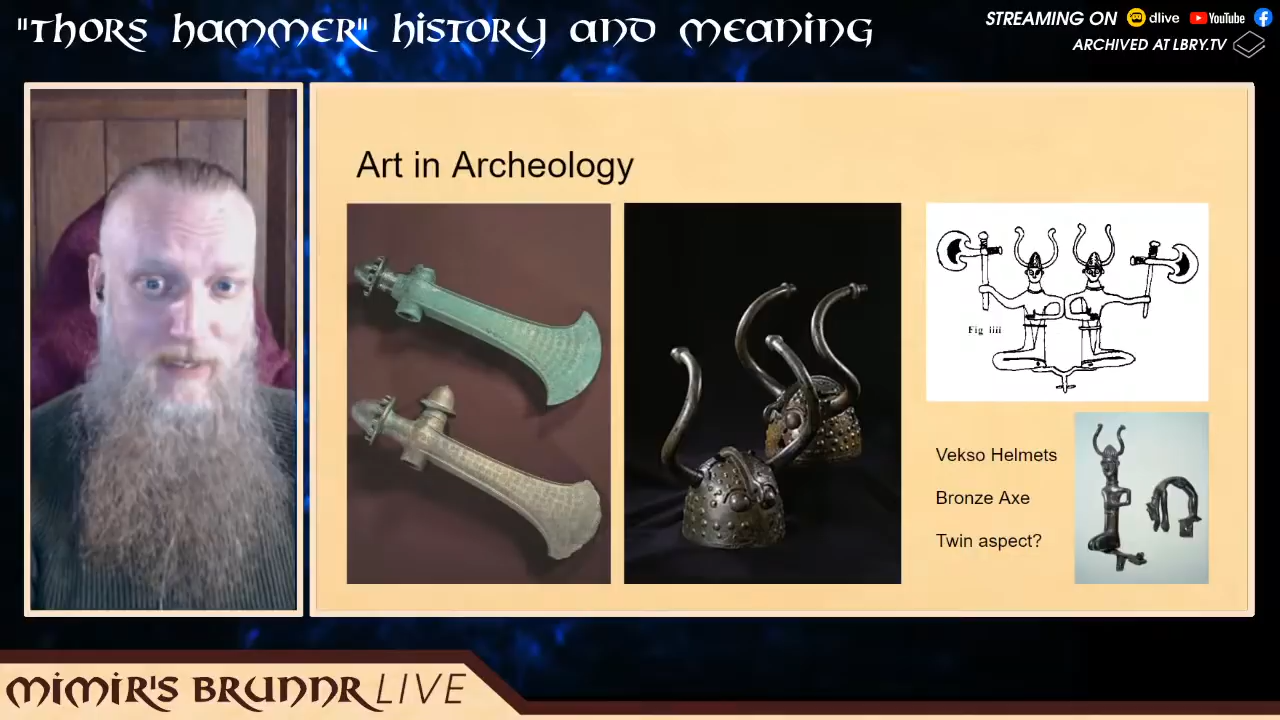 "Thors hammer" history and meaning
STREAMING ON dlive YouTube
ARCHIVED AT LBRY.TV
Art in Archeology
Fig iiii
Vekso Helmets
Bronze Axe
Twin aspect?
Mimir's Brunnr LIVE